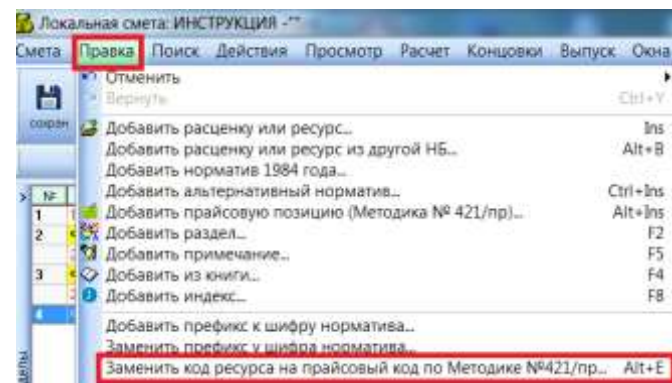 Локальная смета: ИНСТРУКЦИЯ -""
Смета Правка Поиск Действия Просмотр Расчет Концовки Выпуск Окна
Отменить
Вернуть Ctrl+Y
сохран
Добавить расценку или ресурс... Ins
Добавить расценку или ресурс из другой НБ... Alt+B
Добавить норматив 1984 года...
№ Добавить альтернативный норматив... Ctrl+Ins
1 Добавить прайсовую позицию (Методика № 421/пр)... Alt+Ins
2 Добавить раздел... F2
Добавить примечание... F5
3 Добавить из книги... F4
Добавить индекс... F8
4
Добавить префикс к шифру норматива...
Заменить префикс у шифра норматива...
Заменить код ресурса на прайсовый код по Методике №421/пр... Alt+E